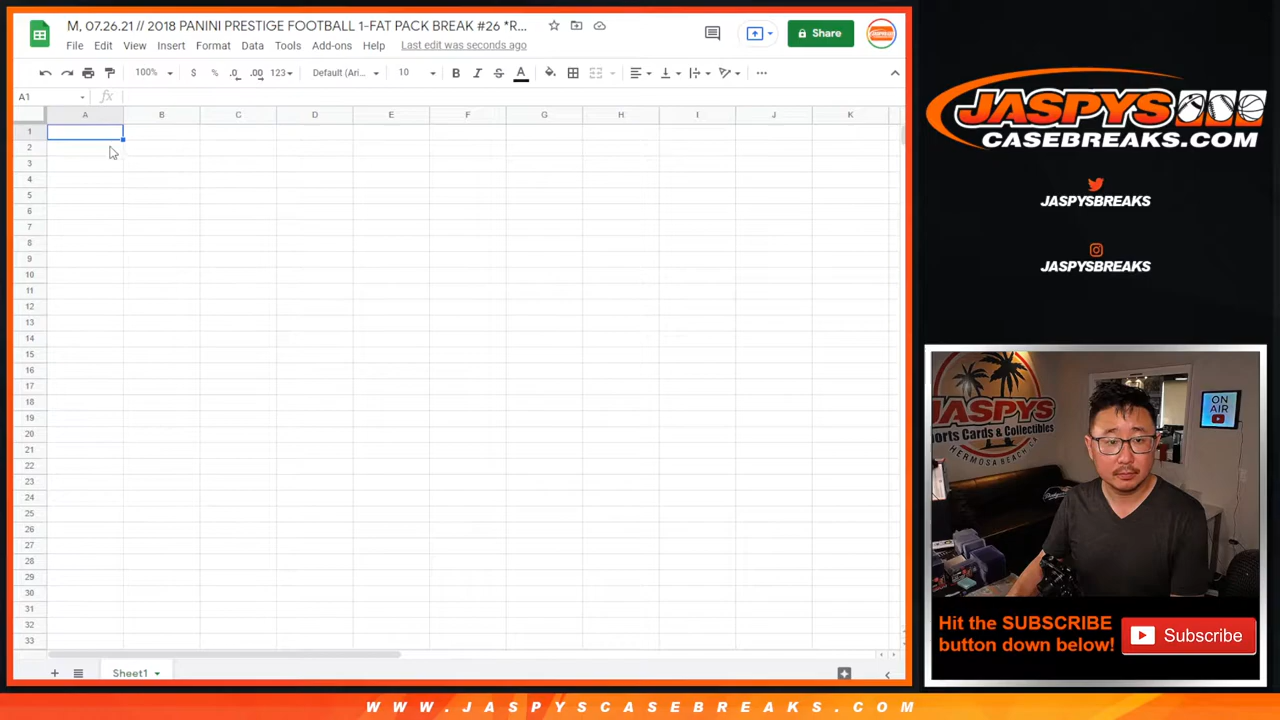 M, 07.26.21 // 2018 PANINI PRESTIGE FOOTBALL 1-FAT PACK BREAK #26 *R...
File Edit View Insert Format Data Tools Add-ons Help Last edit was seconds ago
Share
100% $ % .0 .00 123 Default (Ari... 10 B I S A
A1 fx
A B C D E F G H I J K
1
2
3
4
5
6
7
8
9
10
11
12
13
14
15
16
17
18
19
20
21
22
23
24
25
26
27
28
29
30
31
32
33
Sheet1
JASPYS
CASEBREAKS.COM
JASPYSBREAKS
JASPYSBREAKS
JASPYS
ports Cards & Collectibles
HERMOSA BEACH, CA
ON AIR
Hit the SUBSCRIBE
button down below!
Subscribe
WWW.JASPYSCASEBREAKS.COM